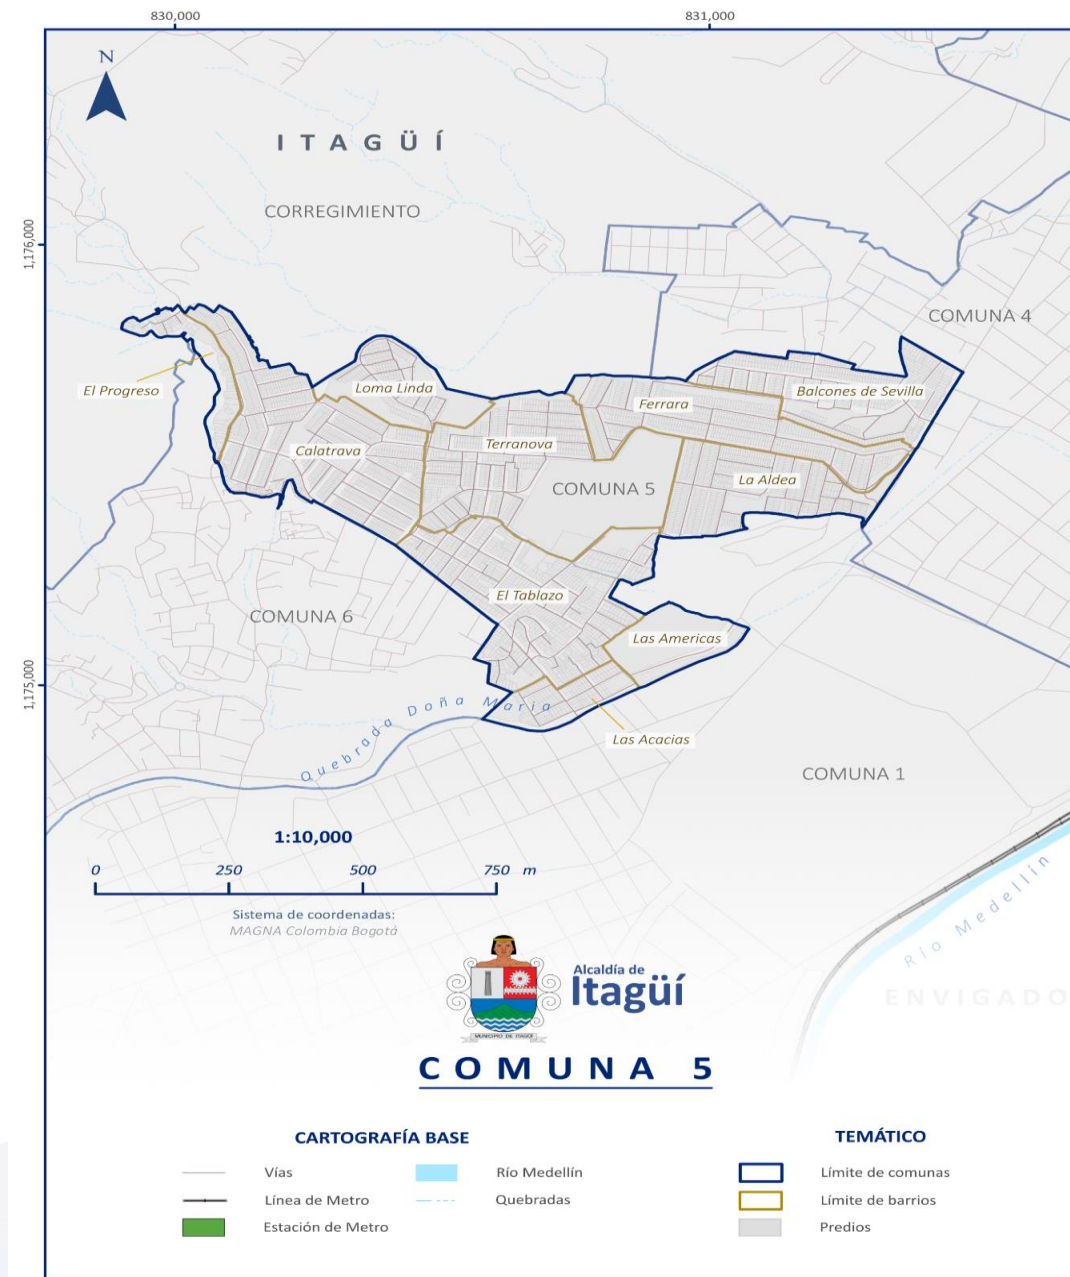 830,000
831,000
N
ITAGÜÍ
CORREGIMIENTO
1,176,000
COMUNA 4
El Progreso
Loma Linda
Ferrara
Balcones de Sevilla
Calatrava
Terranova
La Aldea
COMUNA 5
El Tablazo
COMUNA 6
Las Americas
1,175,000
Quebrada Doña Maria
Las Acacias
COMUNA 1
1:10,000
0 250 500 750 m
Sistema de coordenadas:
MAGNA Colombia Bogotá
Río Medellín
ENVIGADO
Alcaldía de
Itagüí
MUNICIPIO DE ITAGÜÍ
COMUNA 5
CARTOGRAFÍA BASE
TEMÁTICO
Vías
Río Medellín
Límite de comunas
Línea de Metro
Quebradas
Límite de barrios
Estación de Metro
Predios